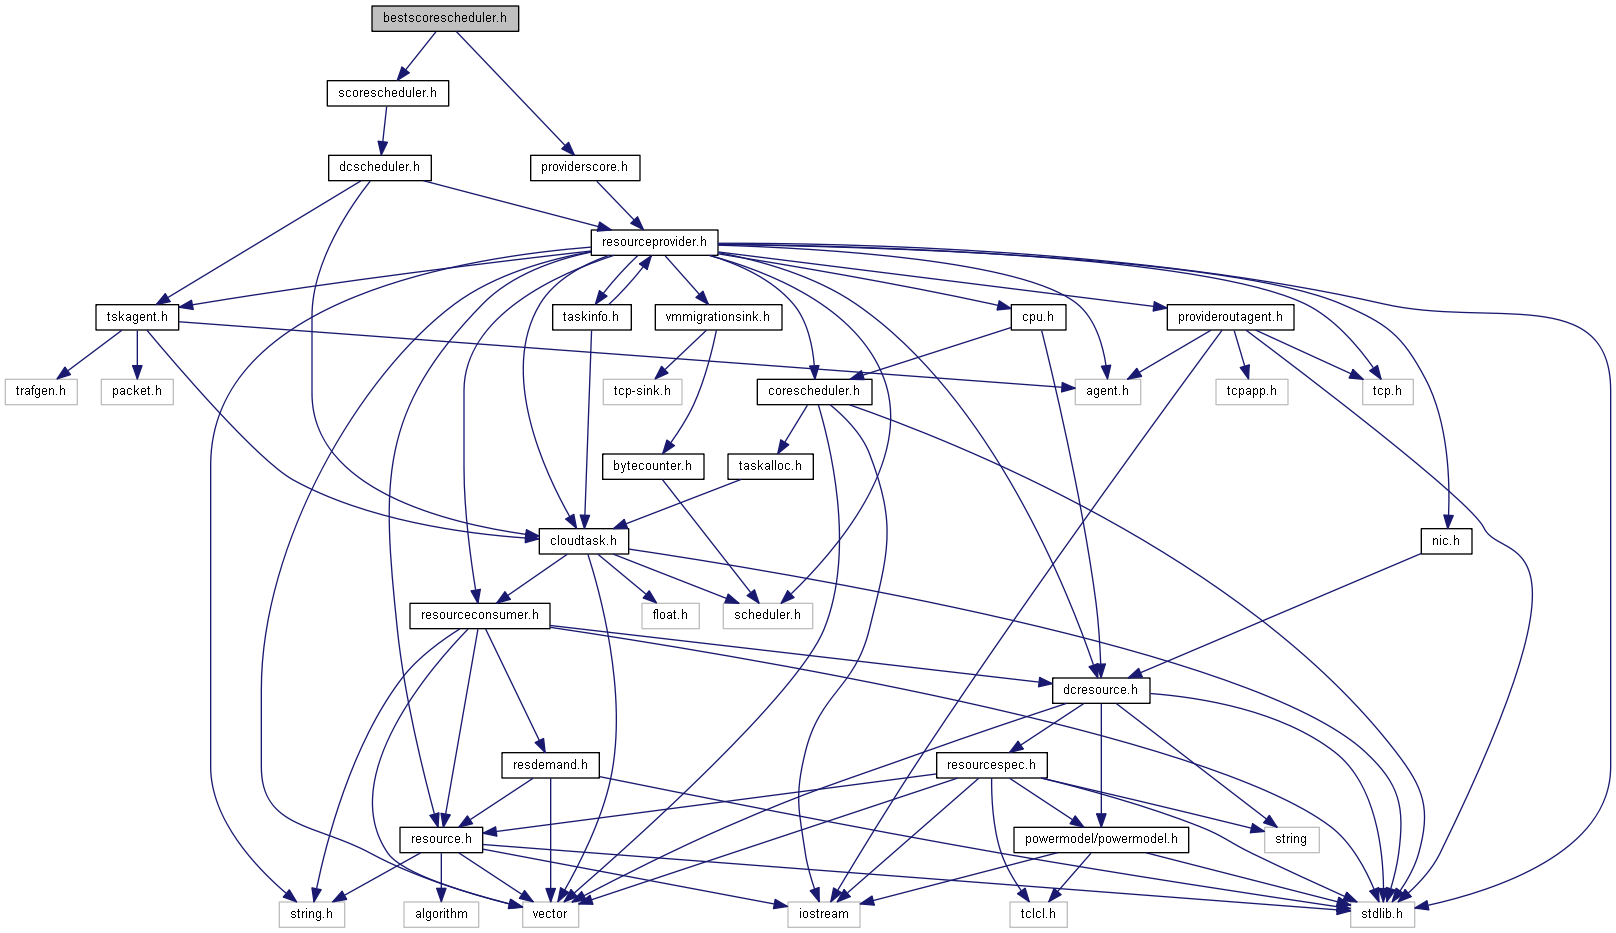 bestscorescheduler.h
scorescheduler.h
dcscheduler.h
providerscore.h
resourceprovider.h
tskagent.h
taskinfo.h
vmmigrationsink.h
cpu.h
provideroutagent.h
trafgen.h
packet.h
tcp-sink.h
corescheduler.h
agent.h
tcpapp.h
tcp.h
bytecounter.h
taskalloc.h
cloudtask.h
nic.h
resourceconsumer.h
float.h
scheduler.h
dcresource.h
resdemand.h
resourcespec.h
resource.h
powermodel/powermodel.h
string
string.h
algorithm
vector
iostream
tclcl.h
stdlib.h